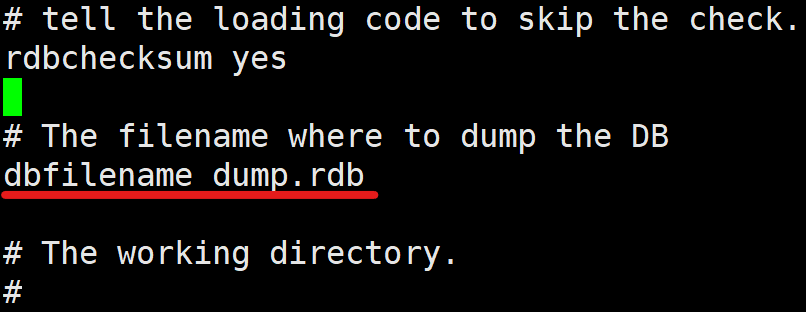 # tell the loading code to skip the check.
rdbchecksum yes
# The filename where to dump the DB
dbfilename dump.rdb
# The working directory.
#